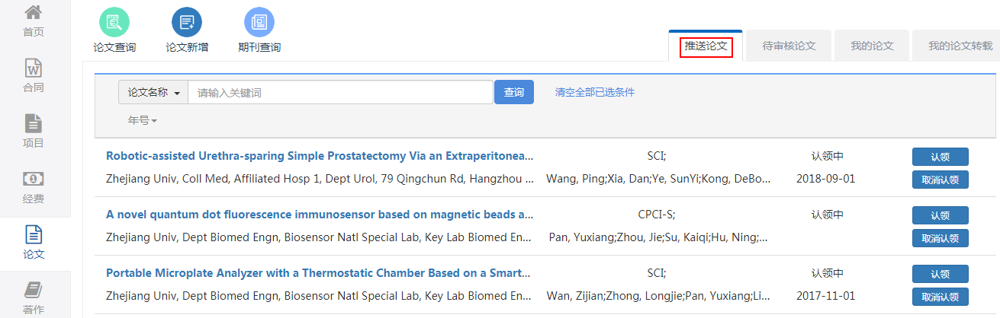 首页
合同
项目
经费
论文
著作
论文查询
论文新增
期刊查询
推送论文
待审核论文
我的论文
我的论文转载
论文名称
请输入关键词
查询
清空全部已选条件
年号
Robotic-assisted Urethra-sparing Simple Prostatectomy Via an Extraperitonea...
SCI;
认领中
认领
Zhejiang Univ, Coll Med, Affiliated Hosp 1, Dept Urol, 79 Qingchun Rd, Hangzhou ...
Wang, Ping;Xia, Dan;Ye, SunYi;Kong, DeBo...
2018-09-01
取消认领
A novel quantum dot fluorescence immunosensor based on magnetic beads a...
CPCI-S;
认领中
认领
Zhejiang Univ, Dept Biomed Engn, Biosensor Natl Special Lab, Key Lab Biomed En...
Pan, Yuxiang;Zhou, Jie;Su, Kaiqi;Hu, Ning;...
取消认领
Portable Microplate Analyzer with a Thermostatic Chamber Based on a Smart...
SCI;
认领中
认领
Zhejiang Univ, Dept Biomed Engn, Biosensor Natl Special Lab, Key Lab Biomed En...
Wan, Zijian;Zhong, Longjie;Pan, Yuxiang;Li...
2017-11-01
取消认领